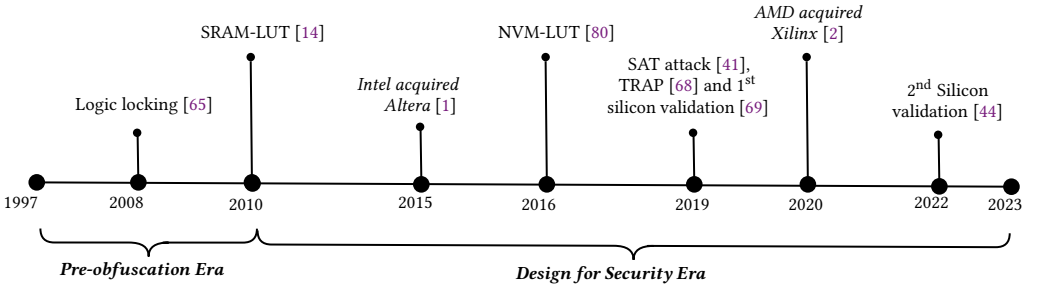 AMD acquired
Xilinx [2]
SRAM-LUT [14]
NVM-LUT [80]
SAT attack [41],
TRAP [68] and 1st
silicon validation [69]
Intel acquired
Altera [1]
2nd Silicon
validation [44]
Logic locking [65]
1997
2008
2010
2015
2016
2019
2020
2022
2023
Pre-obfuscation Era
Design for Security Era